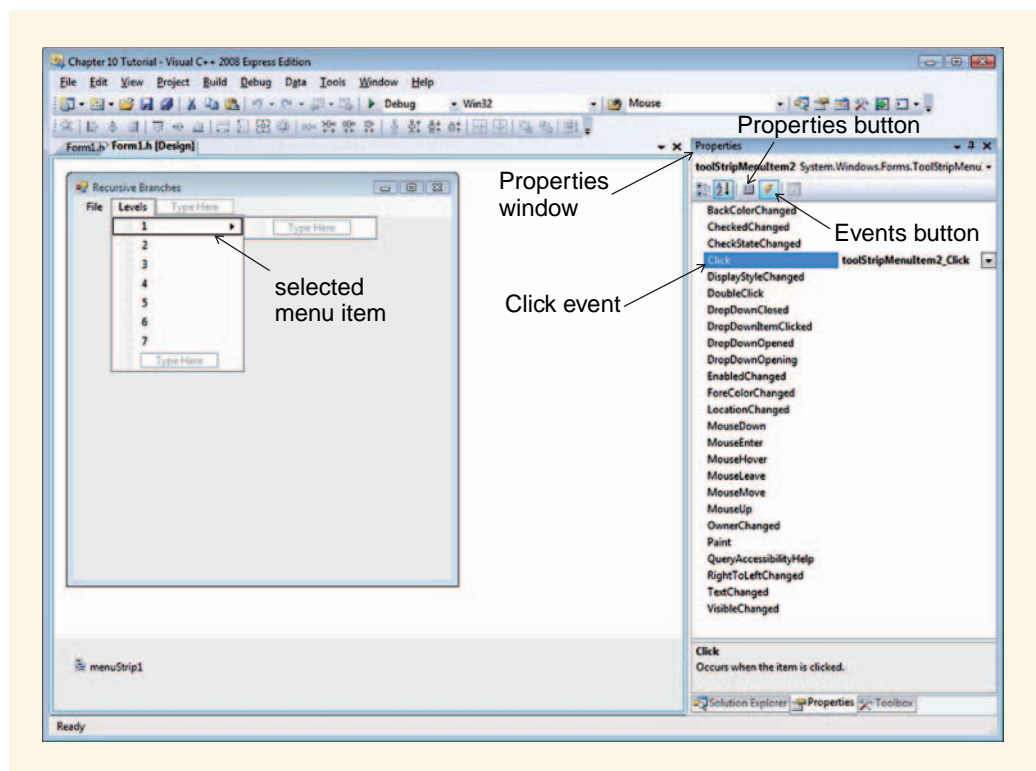 Chapter 10 Tutorial - Visual C++ 2008 Express Edition
File Edit View Project Build Debug Data Tools Window Help
Debug Win32 Mouse
Properties button
Form1.h Form1.h [Design]
Properties
toolStripMenuItem2 System.Windows.Forms.ToolStripMenu
Recursive Branches
Properties
window
File Levels Type Here
BackColorChanged
1 Type Here
CheckedChanged
Events button
2
CheckStateChanged
3
Click toolStripMenuItem2_Click
4
DisplayStyleChanged
selected
menu item
Click event
5
DoubleClick
6
DropDownClosed
7
DropDownItemClicked
Type Here
DropDownOpened
DropDownOpening
EnabledChanged
ForeColorChanged
LocationChanged
MouseDown
MouseEnter
MouseHover
MouseLeave
MouseMove
MouseUp
OwnerChanged
Paint
QueryAccessibilityHelp
RightToLeftChanged
TextChanged
VisibleChanged
menuStrip1
Click
Occurs when the item is clicked.
Solution Explorer Properties Toolbox
Ready